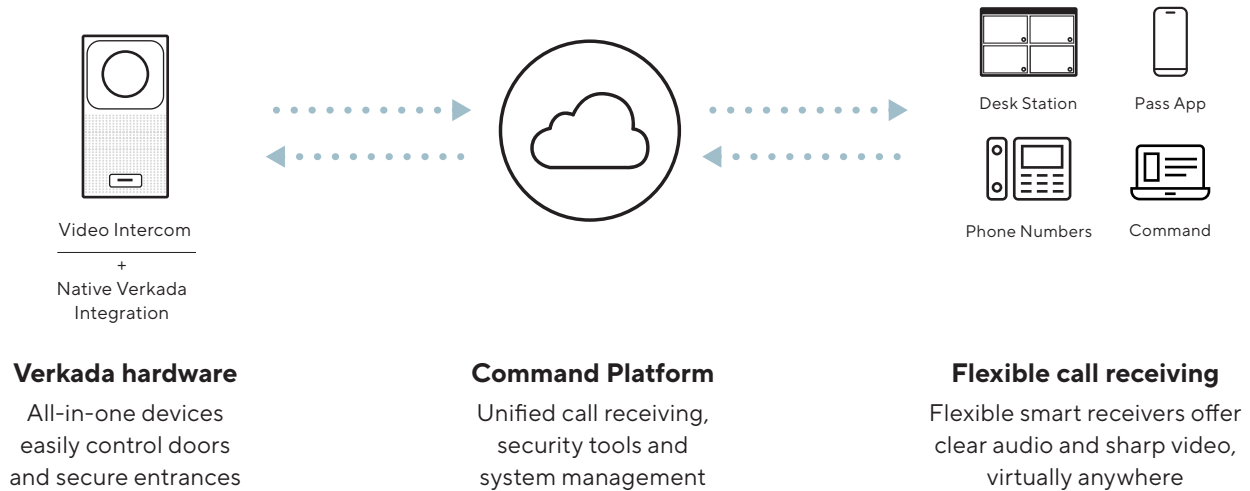 Desk Station
Pass App
Phone Numbers
Command
Video Intercom
+
Native Verkada
Integration
Verkada hardware
All-in-one devices
easily control doors
and secure entrances
Command Platform
Unified call receiving,
security tools and
system management
Flexible call receiving
Flexible smart receivers offer
clear audio and sharp video,
virtually anywhere